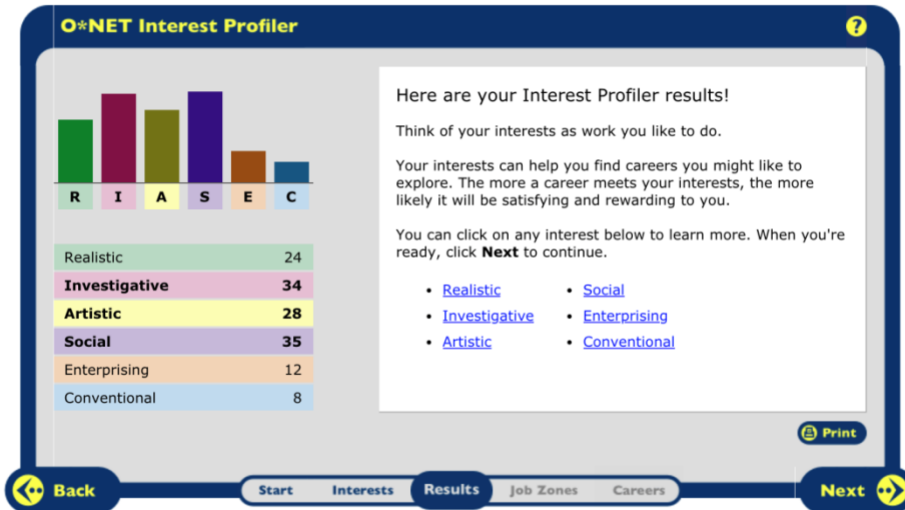 O*NET Interest Profiler
?
R I A S E C
Realistic 24
Investigative 34
Artistic 28
Social 35
Enterprising 12
Conventional 8
Here are your Interest Profiler results!
Think of your interests as work you like to do.
Your interests can help you find careers you might like to
explore. The more a career meets your interests, the more
likely it will be satisfying and rewarding to you.
You can click on any interest below to learn more. When you're
ready, click Next to continue.
• Realistic • Social
• Investigative • Enterprising
• Artistic • Conventional
Print
Back
Start Interests Results Job Zones Careers
Next